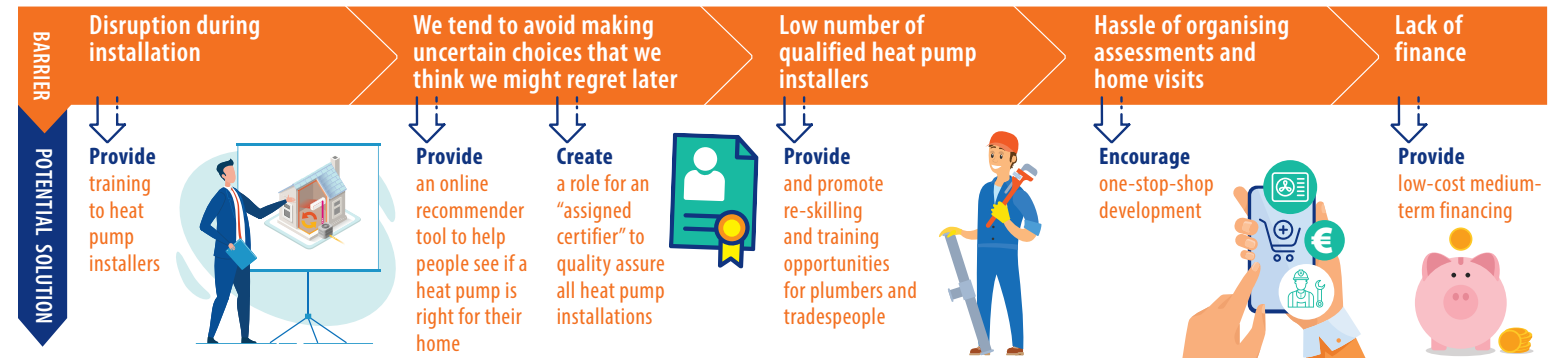 BARRIER
Disruption during
installation
We tend to avoid making
uncertain choices that we
think we might regret later
Low number of
qualified heat pump
installers
Hassle of organising
assessments and
home visits
Lack of
finance
POTENTIAL SOLUTION
Provide
training
to heat
pump
installers
Provide
an online
recommender
tool to help
people see if a
heat pump is
right for their
home
Create
a role for an
“assigned
certifier” to
quality assure
all heat pump
installations
Provide
and promote
re-skilling
and training
opportunities
for plumbers and
tradespeople
Encourage
one-stop-shop
development
€
Provide
low-cost medium-
term financing